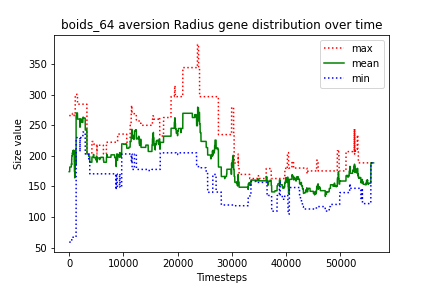 boids_64 aversion Radius gene distribution over time
max
mean
min
Size value
350
300
250
200
150
100
50
0
10000
20000
30000
40000
50000
Timesteps